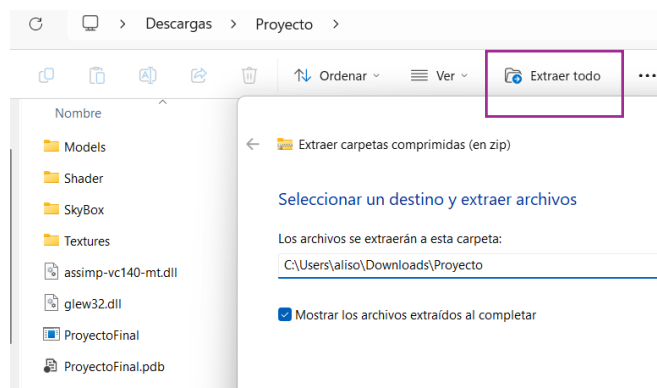 Descargas > Proyecto >
Ordenar Ver Extraer todo ...
Nombre
Models
Shader
SkyBox
Textures
assimp-vc140-mt.dll
glew32.dll
ProyectoFinal
ProyectoFinal.pdb
Extraer carpetas comprimidas (en zip)
Seleccionar un destino y extraer archivos
Los archivos se extraerán a esta carpeta:
C:\Users\aliso\Downloads\Proyecto
Mostrar los archivos extraídos al completar